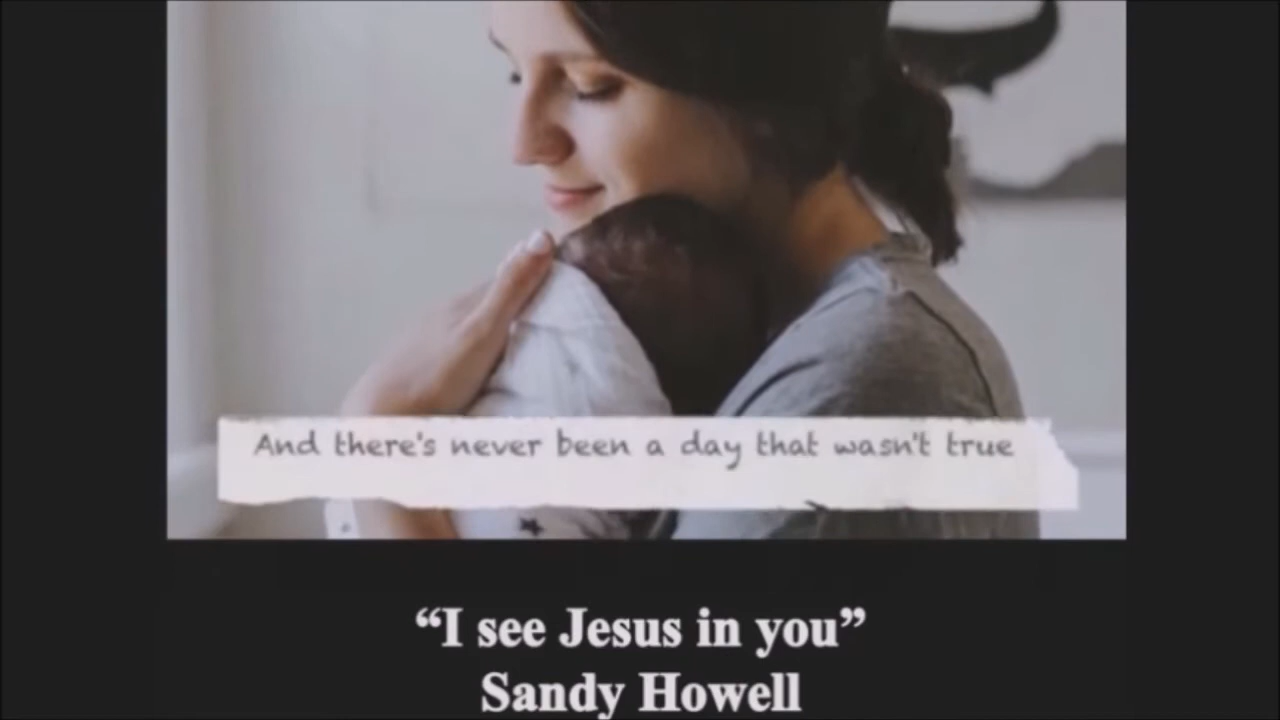 And there's never been a day that wasn't true
“I see Jesus in you”
Sandy Howell